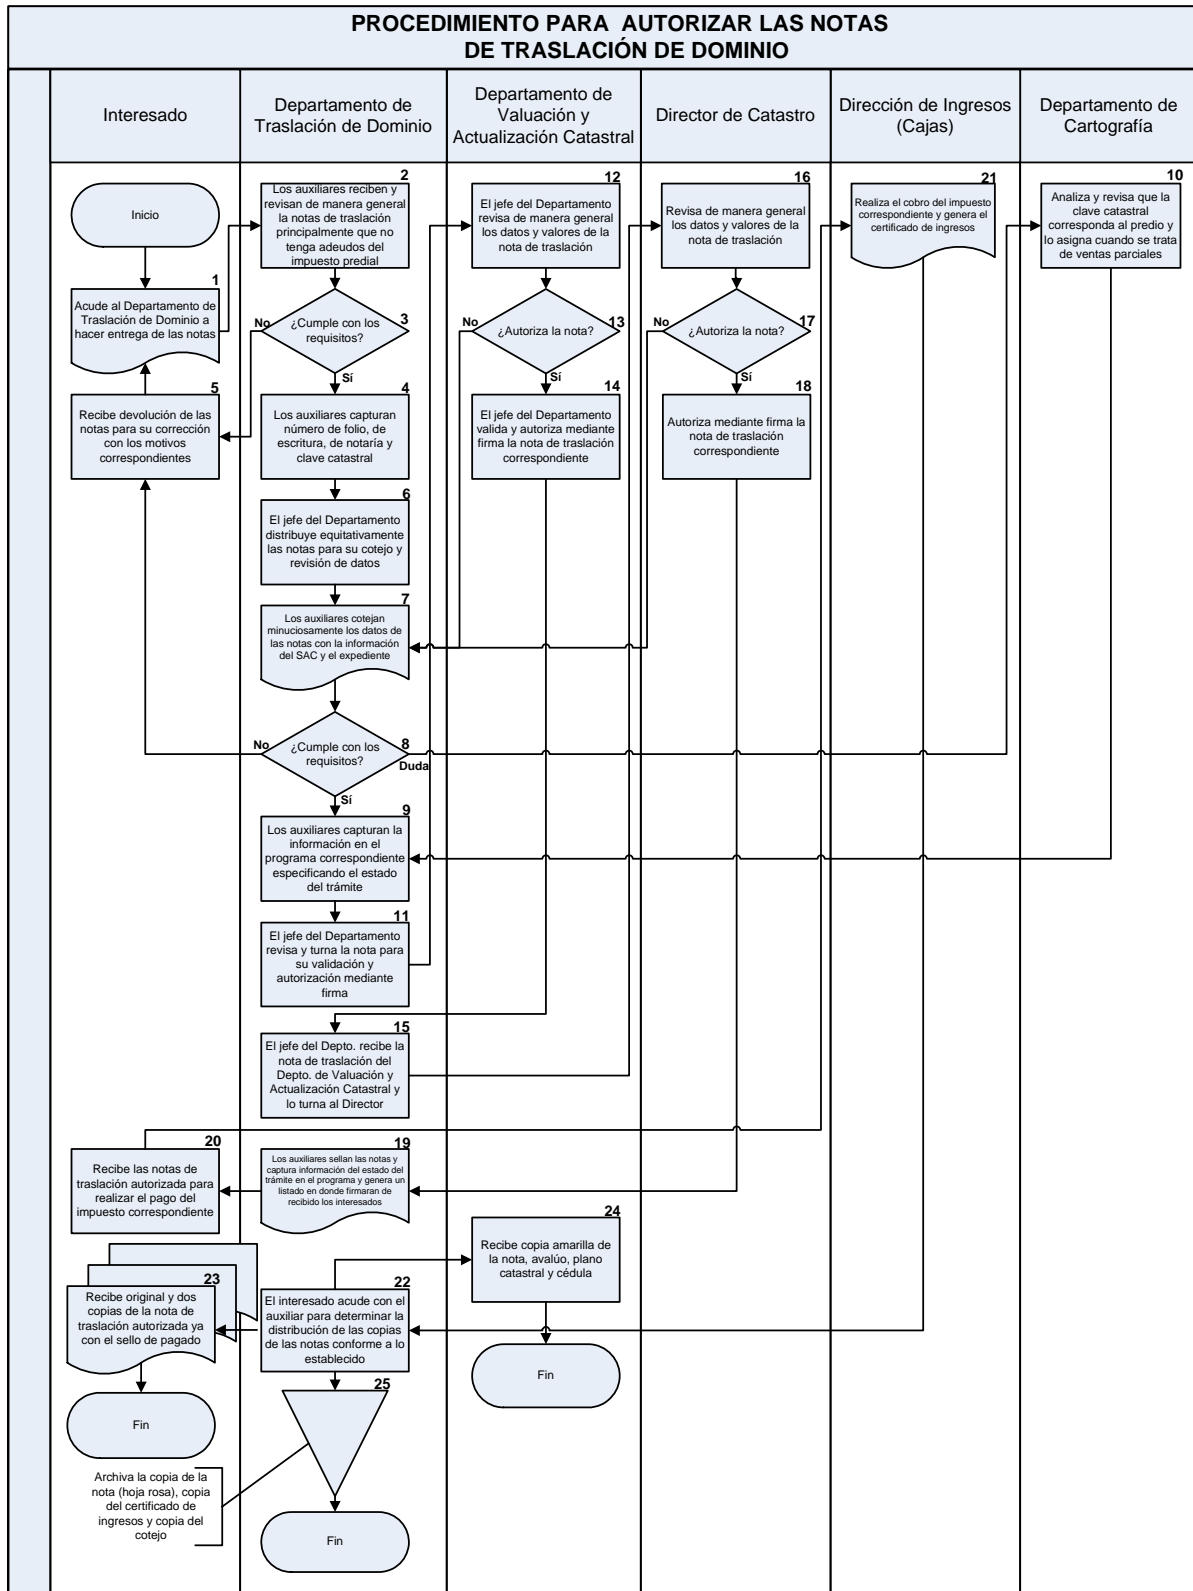 PROCEDIMIENTO PARA AUTORIZAR LAS NOTAS
DE TRASLACIÓN DE DOMINIO
Interesado
Departamento de
Traslación de Dominio
Departamento de
Valuación y
Actualización Catastral
Director de Catastro
Dirección de Ingresos
(Cajas)
Departamento de
Cartografía
Inicio
1
Acude al Departamento de
Traslación de Dominio a
hacer entrega de las notas
2
Los auxiliares reciben y
revisan de manera general
la notas de traslación
principalmente que no
tenga adeudos del
impuesto predial
3
¿Cumple con los
requisitos?
No
Sí
4
Los auxiliares capturan
número de folio, de
escritura, de notaría y
clave catastral
5
Recibe devolución de las
notas para su corrección
con los motivos
correspondientes
6
El jefe del Departamento
distribuye equitativamente
las notas para su cotejo y
revisión de datos
7
Los auxiliares cotejan
minuciosamente los datos de
las notas con la información
del SAC y el expediente
8
¿Cumple con los
requisitos?
No
Duda
Sí
9
Los auxiliares capturan la
información en el
programa correspondiente
especificando el estado
del trámite
10
Analiza y revisa que la
clave catastral
corresponda al predio y
lo asigna cuando se trata
de ventas parciales
11
El jefe del Departamento
revisa y turna la nota para
su validación y
autorización mediante
firma
12
El jefe del Departamento
revisa de manera general
los datos y valores de la
nota de traslación
13
¿Autoriza la nota?
No
Sí
14
El jefe del Departamento
valida y autoriza mediante
firma la nota de traslación
correspondiente
15
El jefe del Depto. recibe la
nota de traslación del
Depto. de Valuación y
Actualización Catastral y
lo turna al Director
16
Revisa de manera general
los datos y valores de la
nota de traslación
17
¿Autoriza la nota?
No
Sí
18
Autoriza mediante firma la
nota de traslación
correspondiente
19
Los auxiliares sellan las notas y
captura información del estado del
trámite en el programa y genera un
listado en donde firmaran de
recibido los interesados
20
Recibe las notas de
traslación autorizada para
realizar el pago del
impuesto correspondiente
21
Realiza el cobro del impuesto
correspondiente y genera el
certificado de ingresos
22
El interesado acude con el
auxiliar para determinar la
distribución de las copias
de las notas conforme a lo
establecido
23
Recibe original y dos
copias de la nota de
traslación autorizada ya
con el sello de pagado
24
Recibe copia amarilla de
la nota, avalúo, plano
catastral y cédula
25
Fin
Fin
Archiva la copia de la
nota (hoja rosa), copia
del certificado de
ingresos y copia del
cotejo
Fin